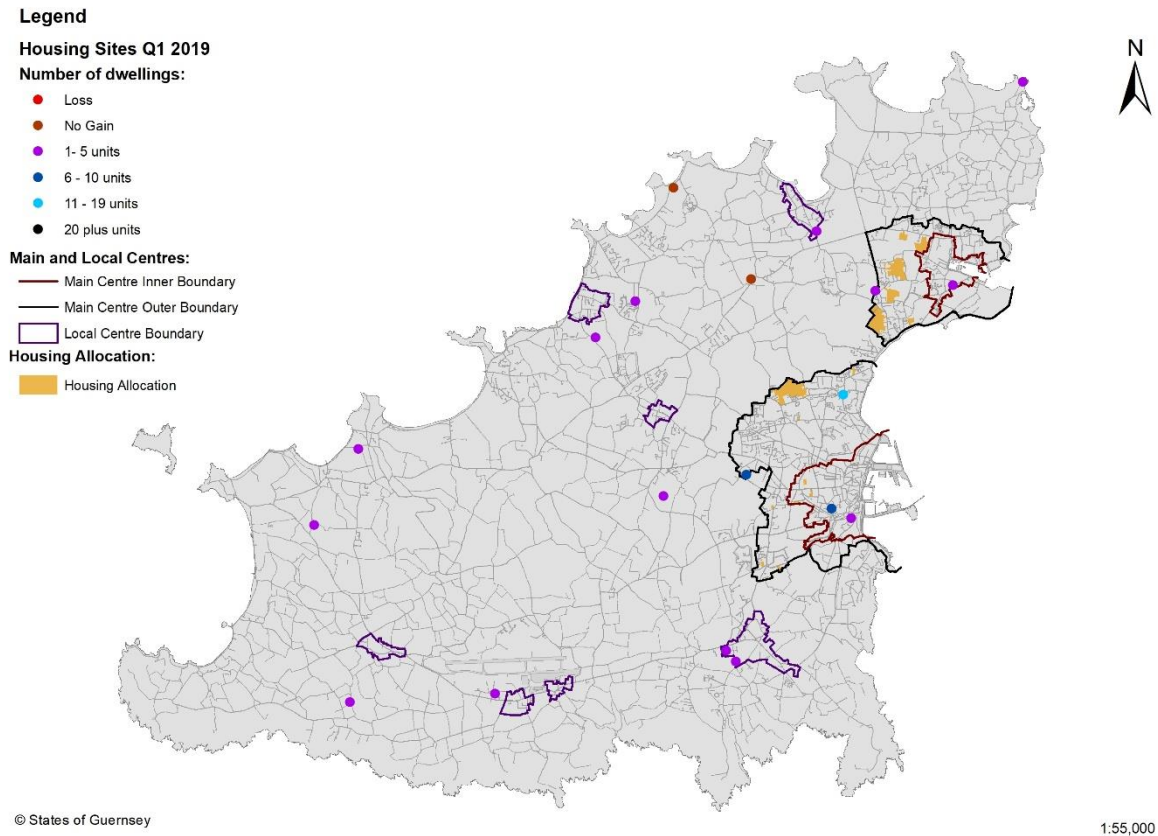 Legend
Housing Sites Q1 2019
Number of dwellings:
Loss
No Gain
1- 5 units
6 - 10 units
11 - 19 units
20 plus units
Main and Local Centres:
Main Centre Inner Boundary
Main Centre Outer Boundary
Local Centre Boundary
Housing Allocation:
Housing Allocation
N
© States of Guernsey
1:55,000